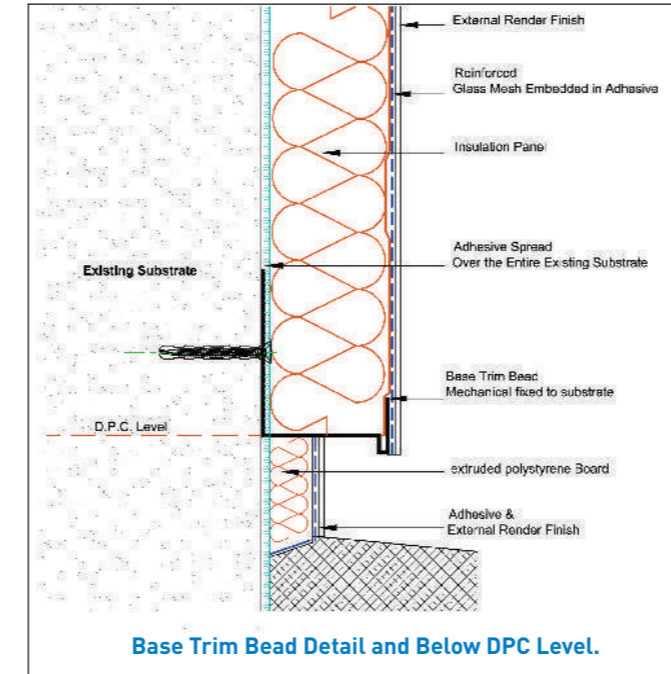 External Render Finish
Reinforced
Glass Mesh Embedded in Adhesive
Insulation Panel
Adhesive Spread
Over the Entire Existing Substrate
Existing Substrate
Base Trim Bead
Mechanical fixed to substrate
D.P.C. Level
extruded polystyrene Board
Adhesive &
External Render Finish
Base Trim Bead Detail and Below DPC Level.